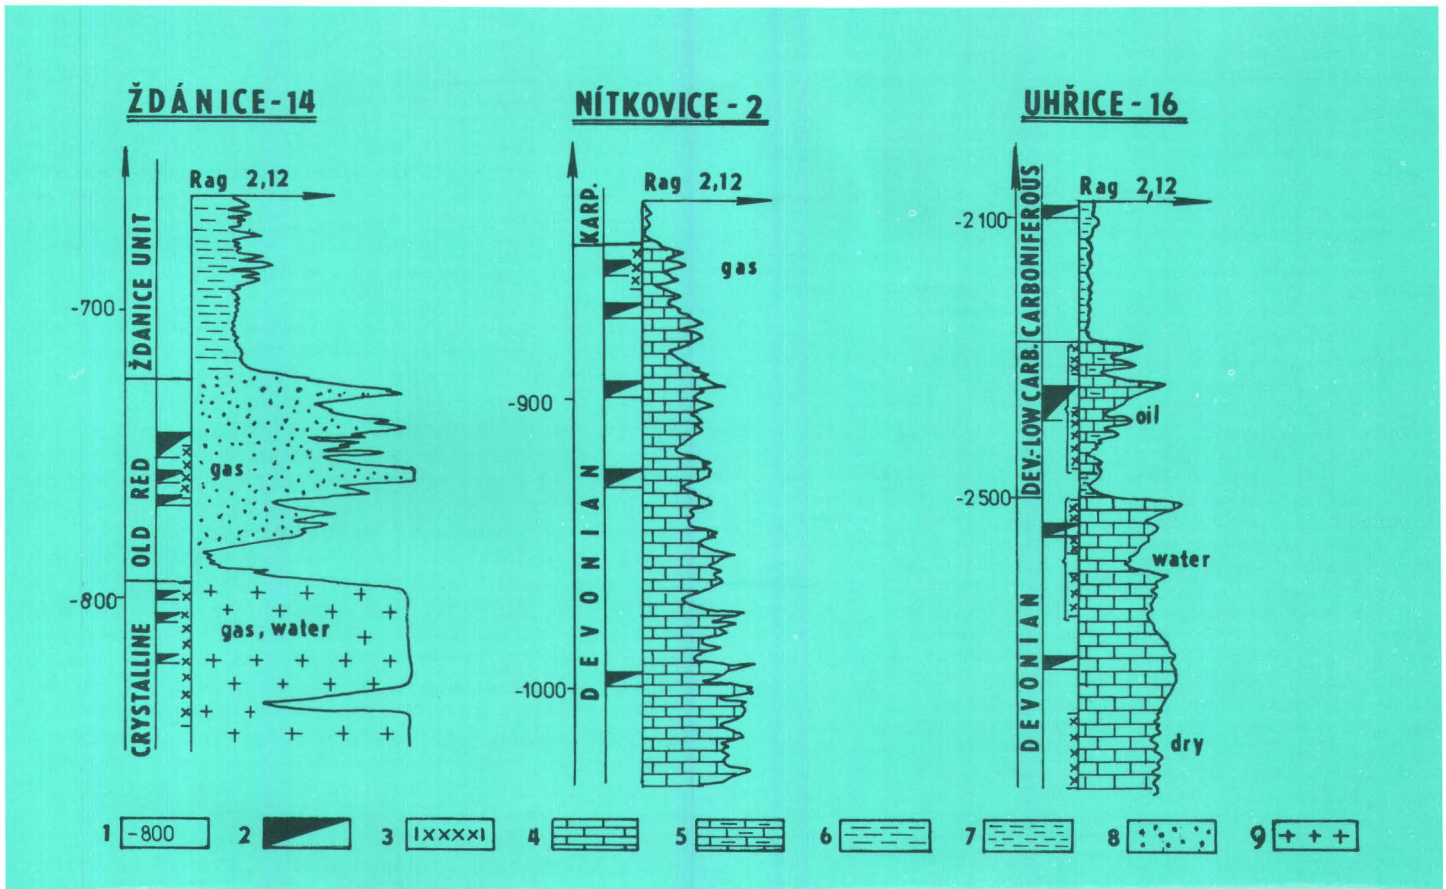 ŽDÁNICE-14
NÍTKOVICE - 2
UHŘICE - 16
Rag 2,12
ŽDANICE UNIT
-700
OLD RED
gas
-800
CRYSTALLINE
gas, water
KARP.
Rag 2,12
gas
-900
DEVONIAN
-1000
Rag 2,12
-2100
DEV.-LOW CARB. CARBONIFEROUS
oil
-2500
water
DEVONIAN
dry
1 -800 2 3 IxxxxI 4 5 6 7 8 9 + + +